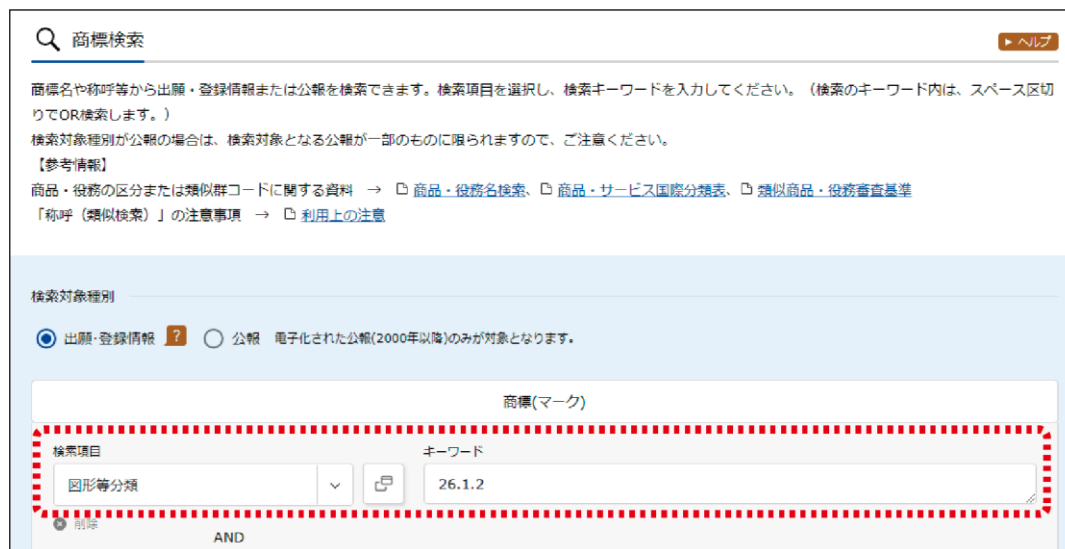 商標検索
ヘルプ
商標名や称呼等から出願・登録情報または公報を検索できます。検索項目を選択し、検索キーワードを入力してください。（検索のキーワード内は、スペース区切
りでOR検索します。）
検索対象種別が公報の場合は、検索対象となる公報が一部のものに限られますので、ご注意ください。
【参考情報】
商品・役務の区分または類似群コードに関する資料 → 商品・役務名検索、商品・サービス国際分類表、類似商品・役務審査基準
「称呼（類似検索）」の注意事項 → 利用上の注意
検索対象種別
出願・登録情報 ? 公報 電子化された公報(2000年以降)のみが対象となります。
商標(マーク)
検索項目 キーワード
図形等分類 26.1.2
削除
AND